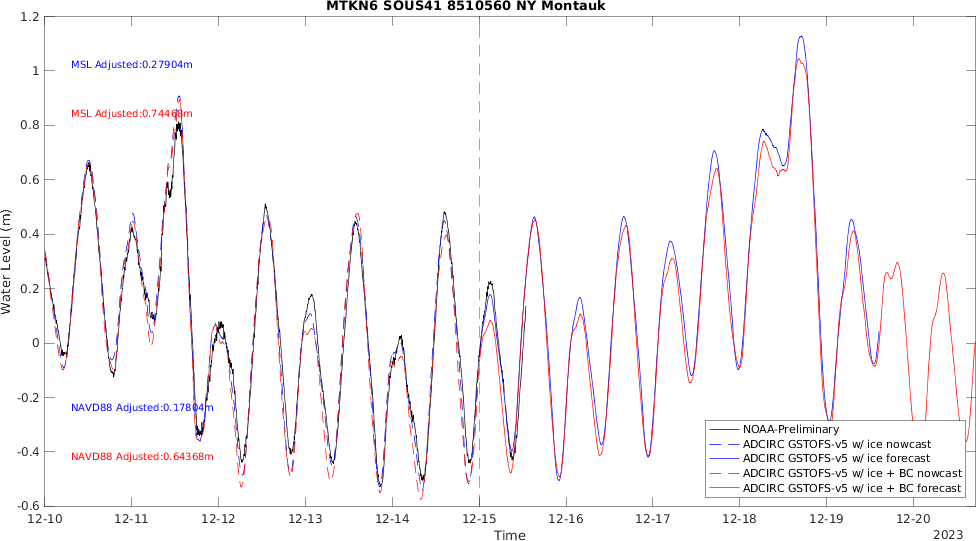 MTKN6 SOUS41 8510560 NY Montauk
1.2
1
0.8
0.6
0.4
0.2
0
-0.2
-0.4
-0.6
Water Level (m)
MSL Adjusted:0.27904m
MSL Adjusted:0.74468m
NAVD88 Adjusted:0.17804m
NAVD88 Adjusted:0.64368m
NOAA-Preliminary
ADCIRC GSTOFS-v5 w/ ice nowcast
ADCIRC GSTOFS-v5 w/ ice forecast
ADCIRC GSTOFS-v5 w/ ice + BC nowcast
ADCIRC GSTOFS-v5 w/ ice + BC forecast
12-10 12-11 12-12 12-13 12-14 12-15 12-16 12-17 12-18 12-19 12-20
Time
2023